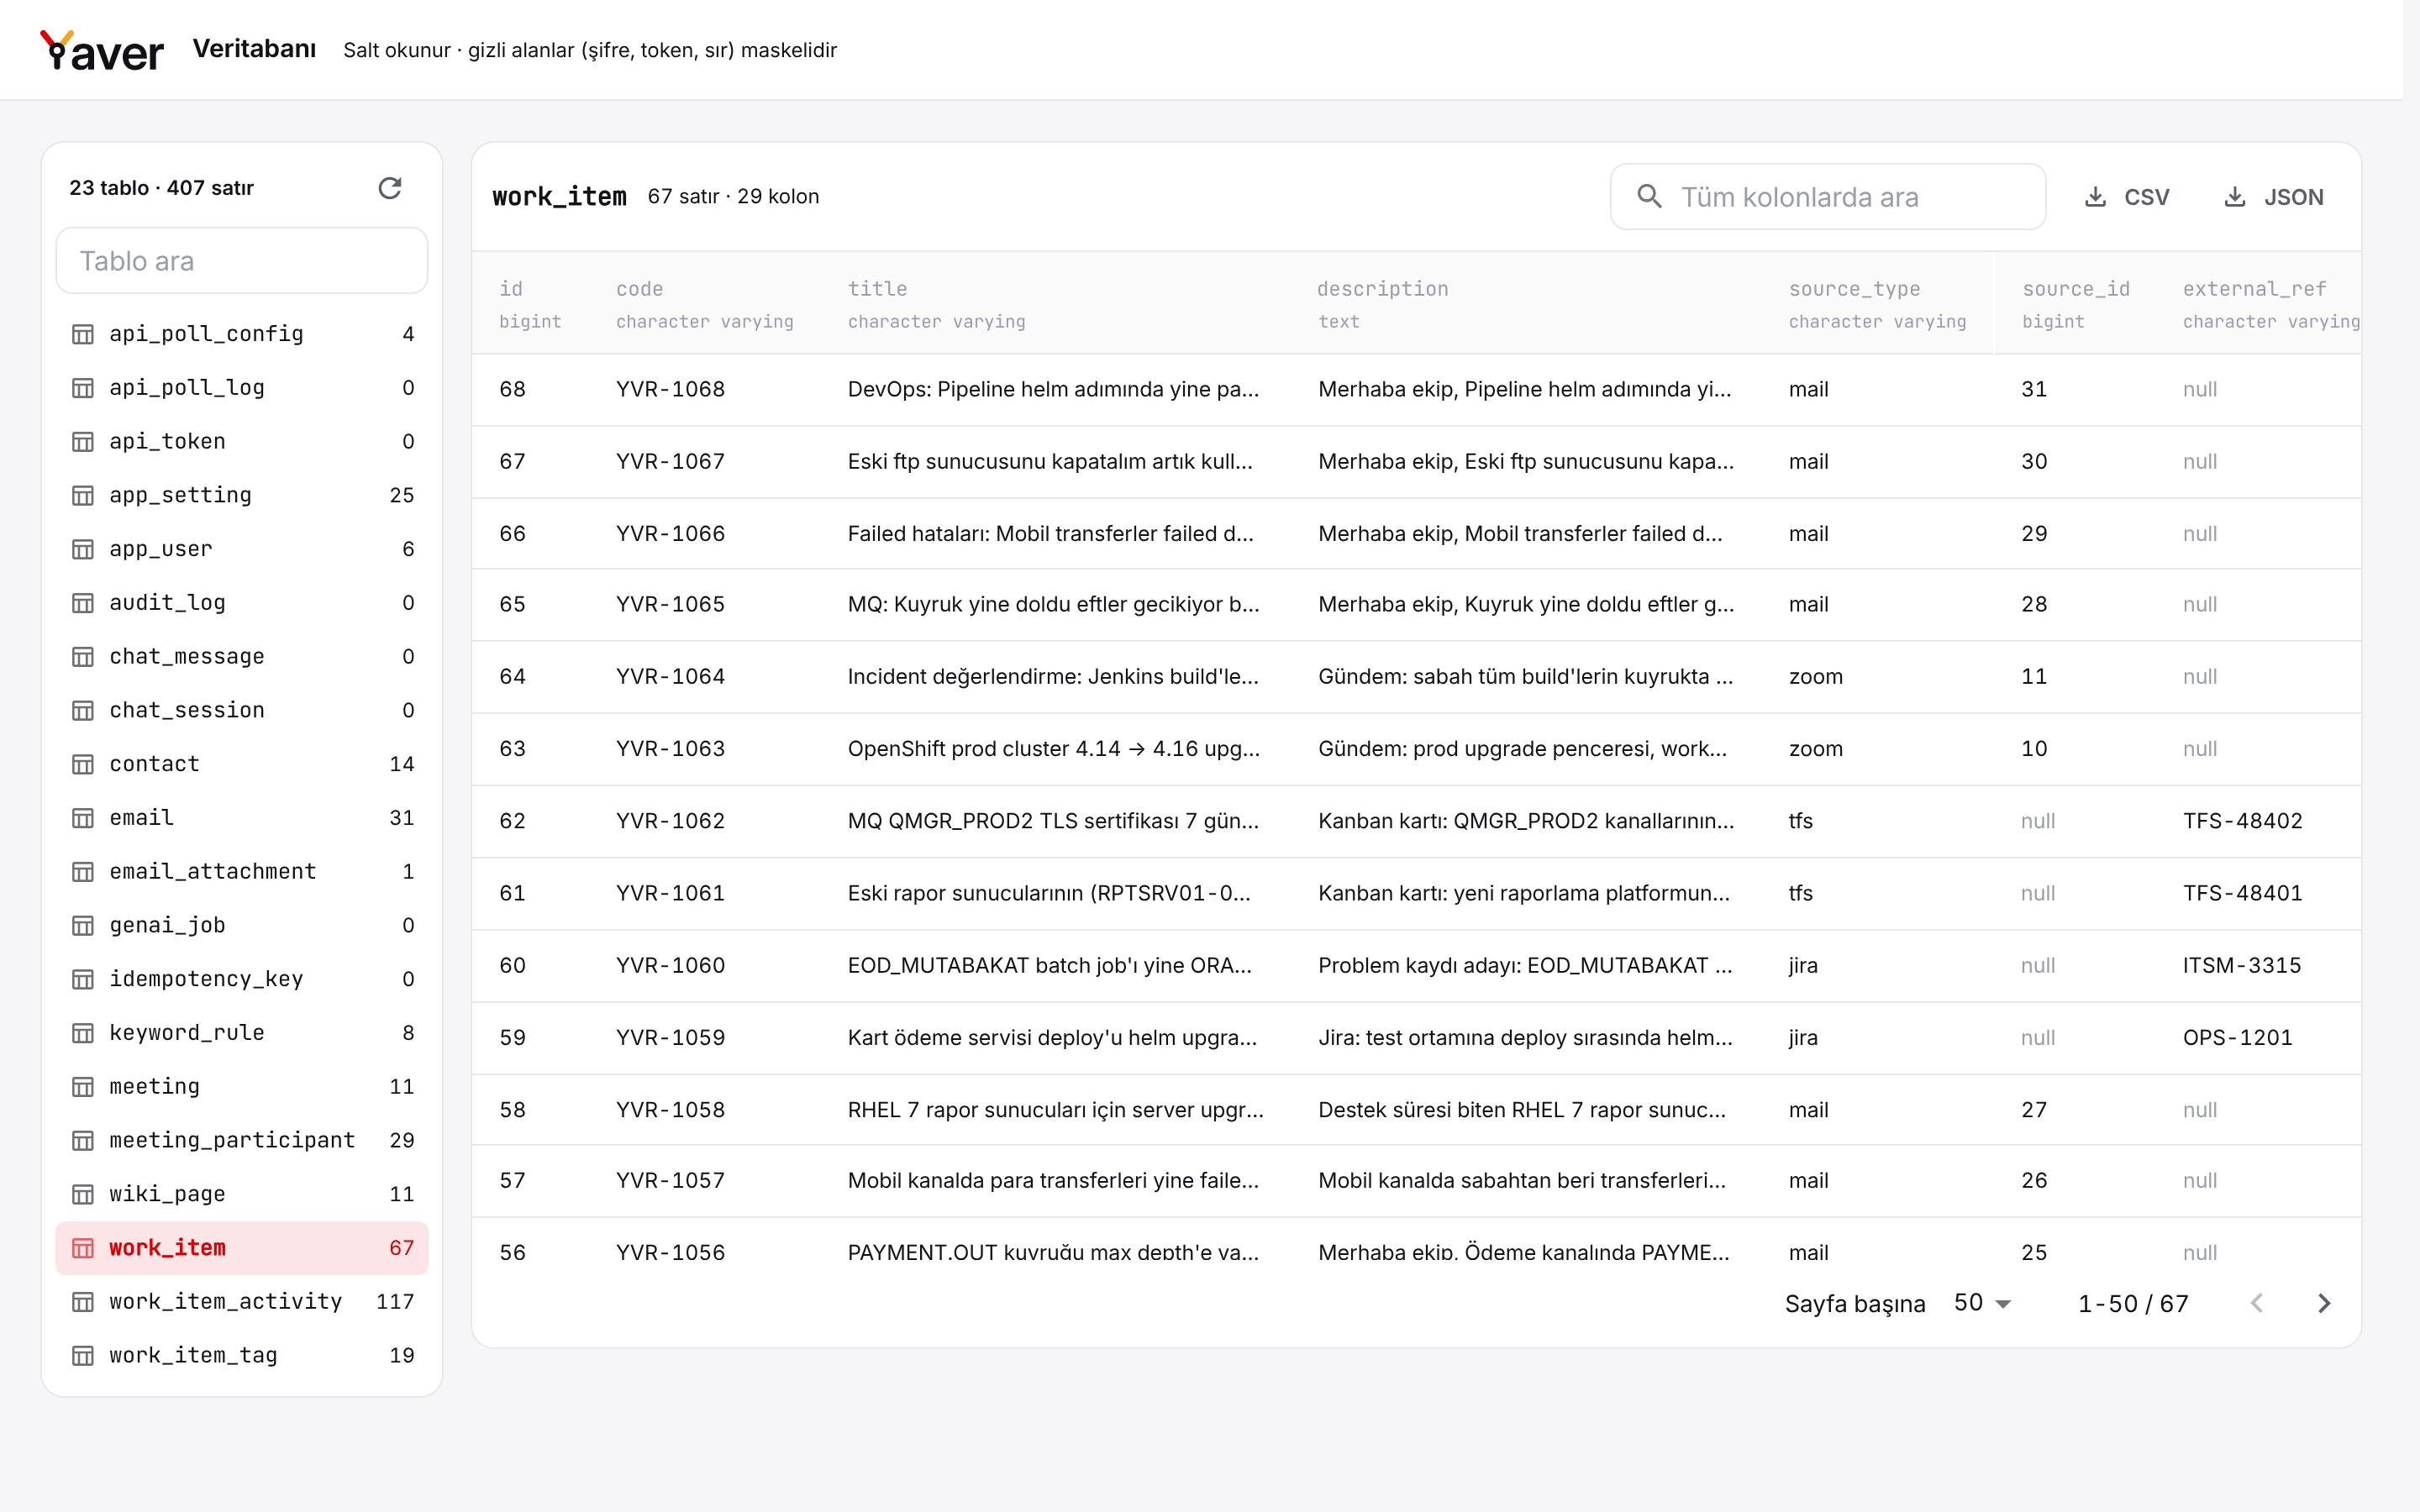 Yaver Veritabanı Salt okunur · gizli alanlar (şifre, token, sır) maskelidir
23 tablo · 407 satır
Tablo ara
api_poll_config 4
api_poll_log 0
api_token 0
app_setting 25
app_user 6
audit_log 0
chat_message 0
chat_session 0
contact 14
email 31
email_attachment 1
genai_job 0
idempotency_key 0
keyword_rule 8
meeting 11
meeting_participant 29
wiki_page 11
work_item 67
work_item_activity 117
work_item_tag 19
work_item 67 satır · 29 kolon Tüm kolonlarda ara CSV JSON
id code title description source_type source_id external_ref
bigint character varying character varying text character varying bigint character varying
68 YVR-1068 DevOps: Pipeline helm adımında yine pa... Merhaba ekip, Pipeline helm adımında yi... mail 31 null
67 YVR-1067 Eski ftp sunucusunu kapatalım artık kull... Merhaba ekip, Eski ftp sunucusunu kapa... mail 30 null
66 YVR-1066 Failed hataları: Mobil transferler failed d... Merhaba ekip, Mobil transferler failed d... mail 29 null
65 YVR-1065 MQ: Kuyruk yine doldu eftler gecikiyor b... Merhaba ekip, Kuyruk yine doldu eftler g... mail 28 null
64 YVR-1064 Incident değerlendirme: Jenkins build'le... Gündem: sabah tüm build'lerin kuyrukta ... zoom 11 null
63 YVR-1063 OpenShift prod cluster 4.14 → 4.16 upg... Gündem: prod upgrade penceresi, work... zoom 10 null
62 YVR-1062 MQ QMGR_PROD2 TLS sertifikası 7 gün... Kanban kartı: QMGR_PROD2 kanallarının... tfs null TFS-48402
61 YVR-1061 Eski rapor sunucularının (RPTSRV01-0... Kanban kartı: yeni raporlama platformun... tfs null TFS-48401
60 YVR-1060 EOD_MUTABAKAT batch job'ı yine ORA... Problem kaydı adayı: EOD_MUTABAKAT ... jira null ITSM-3315
59 YVR-1059 Kart ödeme servisi deploy'u helm upgra... Jira: test ortamına deploy sırasında helm... jira null OPS-1201
58 YVR-1058 RHEL 7 rapor sunucuları için server upgr... Destek süresi biten RHEL 7 rapor sunuc... mail 27 null
57 YVR-1057 Mobil kanalda para transferleri yine faile... Mobil kanalda sabahtan beri transferleri... mail 26 null
56 YVR-1056 PAYMENT.OUT kuyruğu max depth'e va... Merhaba ekip, Ödeme kanalında PAYME... mail 25 null
Sayfa başına 50 1-50 / 67